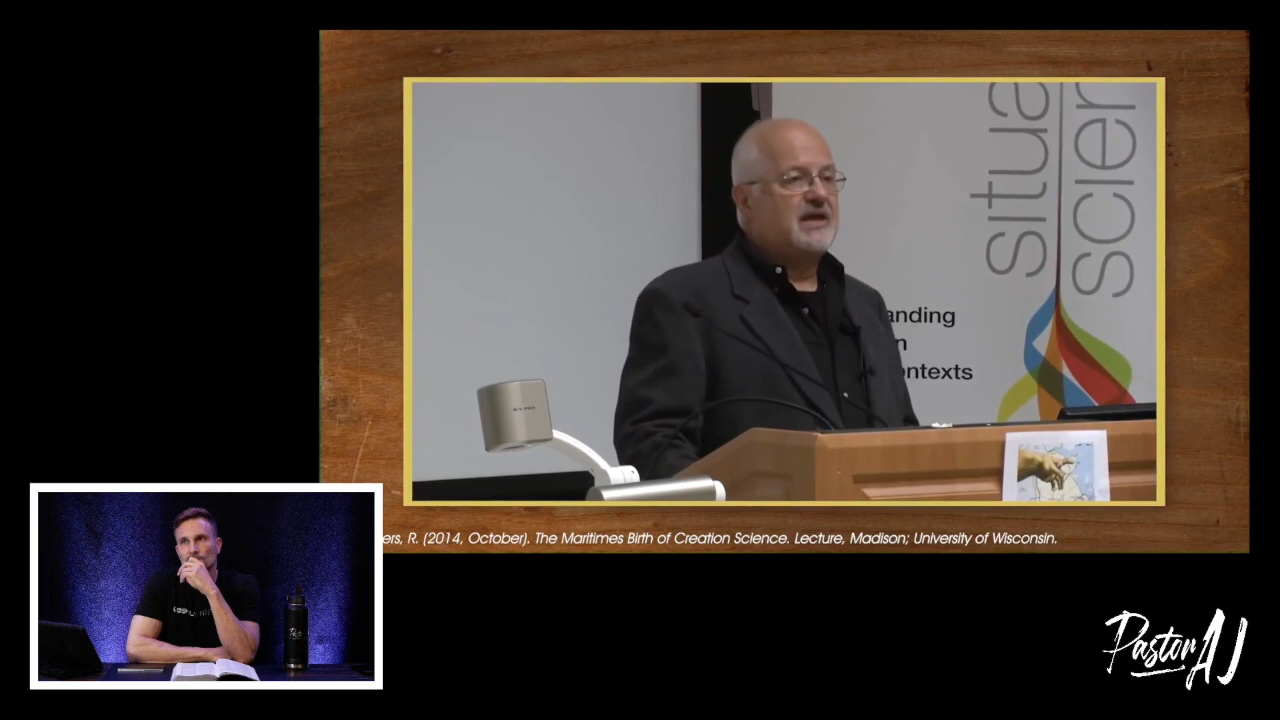 situa
scien
anding
n
ontexts
ELMO
ers, R. (2014, October). The Maritimes Birth of Creation Science. Lecture, Madison; University of Wisconsin.
Pastor AJ